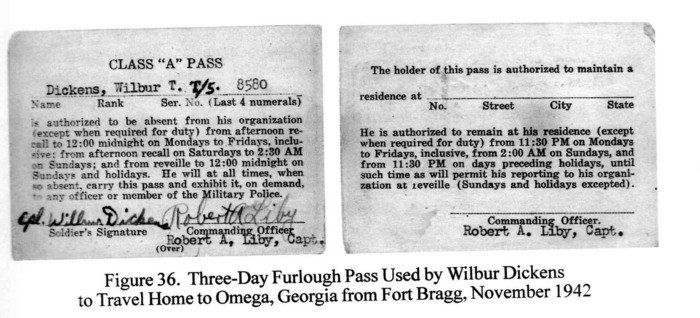 CLASS "A" PASS
Dickens, Wilbur T. T/5. 8580
Name Rank Ser. No. (Last 4 numerals)
is authorized to be absent from his organization
(except when required for duty) from afternoon re-
call to 12:00 midnight on Mondays to Fridays, inclu-
sive; from afternoon recall on Saturdays to 2:30 AM
on Sundays; and from reveille to 12:00 midnight on
Sundays and holidays. He will at all times, when
so absent, carry this pass and exhibit it, on demand,
to any officer or member of the Military Police.
Cpl. Wilbur Dickens Robert A Liby
Soldier's Signature Commanding Officer
Robert A. Liby, Capt.
(Over)
The holder of this pass is authorized to maintain a
residence at
No. Street City State
He is authorized to remain at his residence (except
when required for duty) from 11:30 PM on Mondays
to Fridays, inclusive, from 2:00 AM on Sundays, and
from 11:30 PM on days preceding holidays, until
such time as will permit his reporting to his organi-
zation at reveille (Sundays and holidays excepted).
Commanding Officer.
Robert A. Liby, Capt.
Figure 36. Three-Day Furlough Pass Used by Wilbur Dickens
to Travel Home to Omega, Georgia from Fort Bragg, November 1942